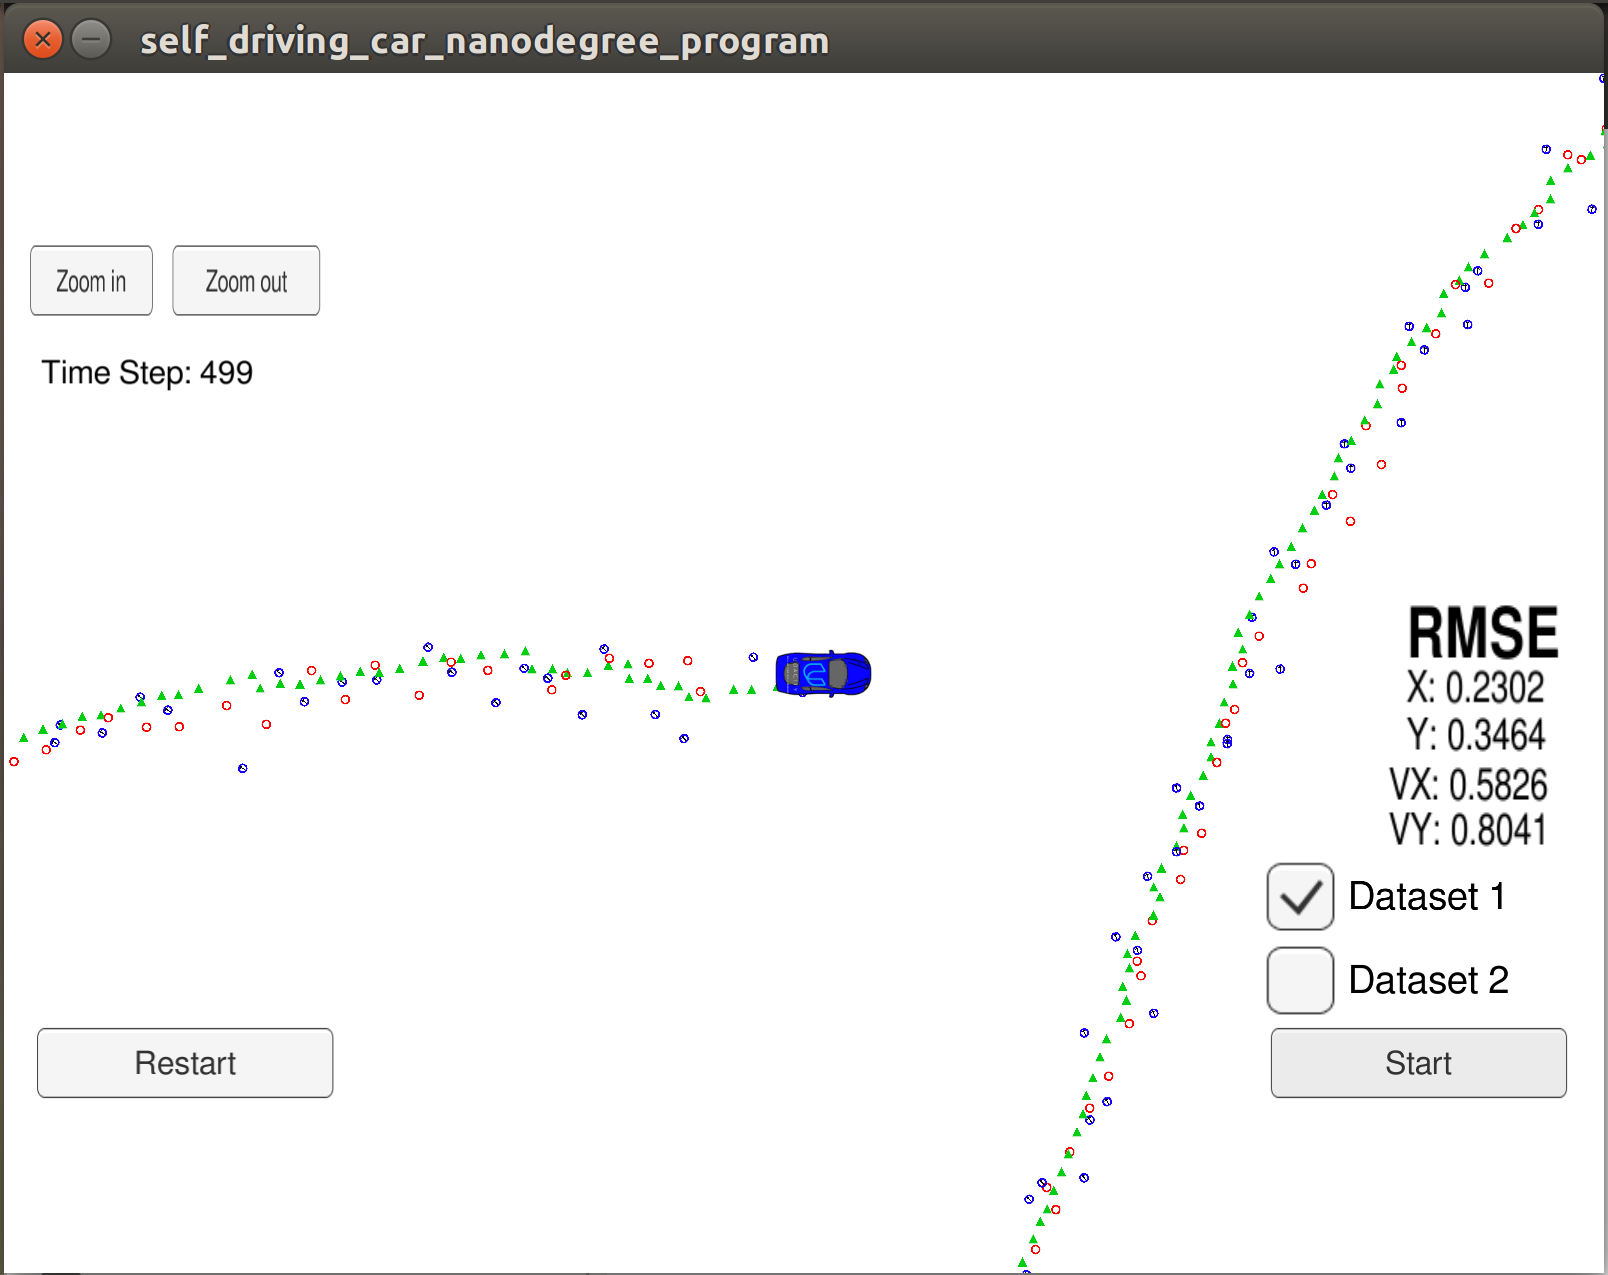 self_driving_car_nanodegree_program
Zoom in
Zoom out
Time Step: 499
RMSE
X: 0.2302
Y: 0.3464
VX: 0.5826
VY: 0.8041
Dataset 1
Dataset 2
Restart
Start